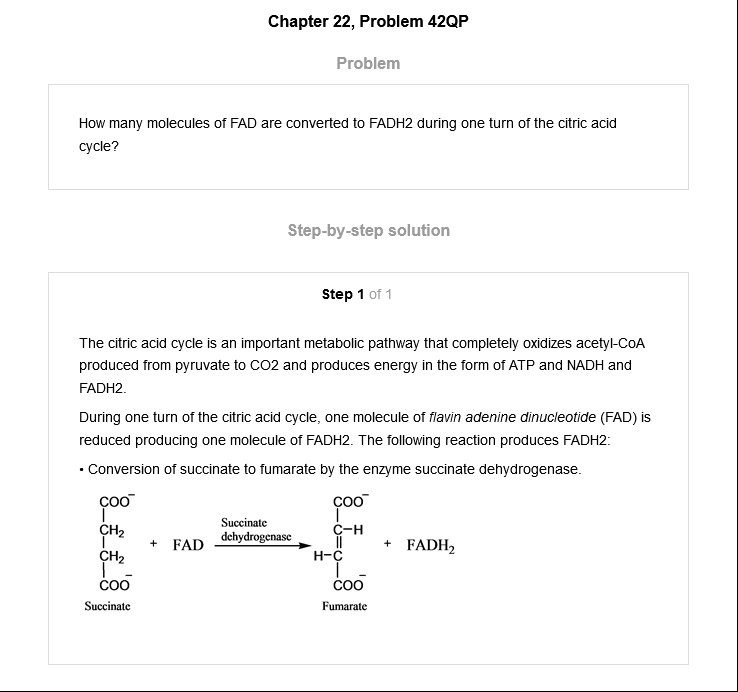 Chapter 22, Problem 42QP
Problem
How many molecules of FAD are converted to FADH2 during one turn of the citric acid
cycle?
Step-by-step solution
Step 1 of 1
The citric acid cycle is an important metabolic pathway that completely oxidizes acetyl-CoA
produced from pyruvate to CO2 and produces energy in the form of ATP and NADH and
FADH2.
During one turn of the citric acid cycle, one molecule of flavin adenine dinucleotide (FAD) is
reduced producing one molecule of FADH2. The following reaction produces FADH2:
• Conversion of succinate to fumarate by the enzyme succinate dehydrogenase.
COO⁻
CH₂
CH₂
COO⁻
Succinate
+ FAD
Succinate
dehydrogenase
COO⁻
C–H
H–C
COO⁻
Fumarate
+ FADH₂